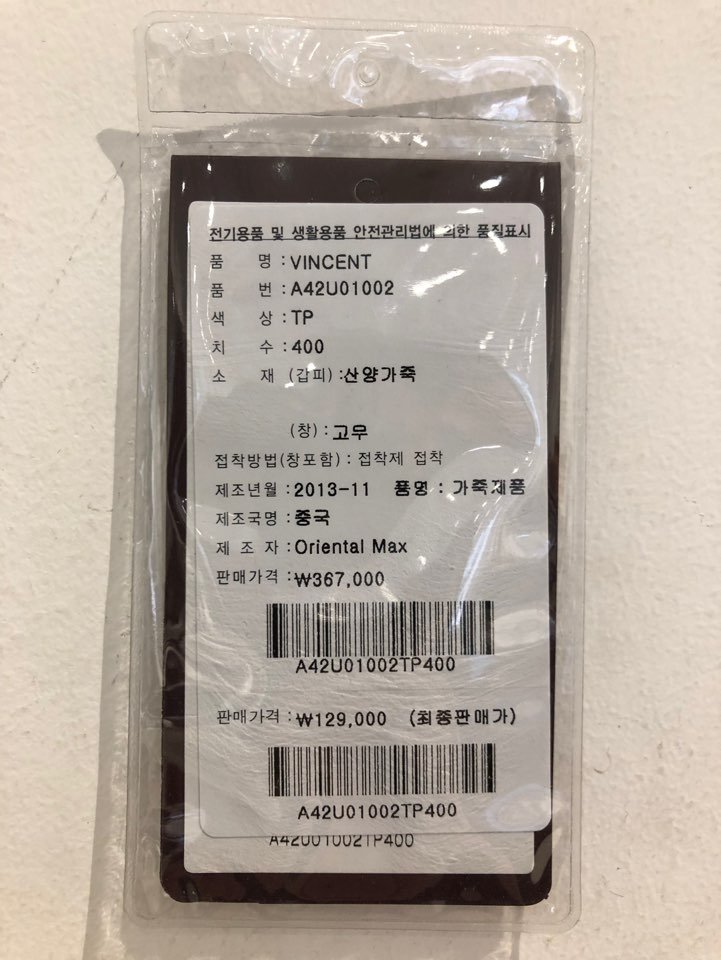 전기용품 및 생활용품 안전관리법에 의한 품질표시
품 명 : VINCENT
품 번 : A42U01002
색 상 : TP
치 수 : 400
소 재 (갑피) : 산양가죽
(창) : 고무
접착방법(창포함) : 접착제 접착
제조년월 : 2013-11 품명 : 가죽제품
제조국명 : 중국
제 조 자 : Oriental Max
판매가격 : ₩367,000
A42U01002TP400
판매가격 : ₩129,000 (최종판매가)
A42U01002TP400
A42U01002TP400